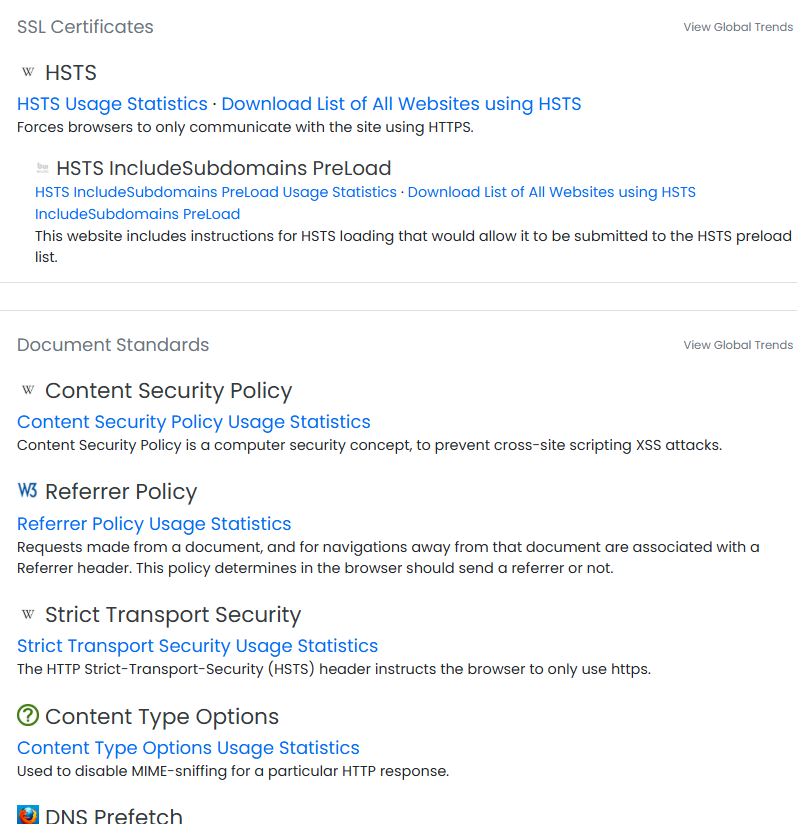 SSL Certificates
View Global Trends
W HSTS
HSTS Usage Statistics · Download List of All Websites using HSTS
Forces browsers to only communicate with the site using HTTPS.
HSTS IncludeSubdomains PreLoad
HSTS IncludeSubdomains PreLoad Usage Statistics · Download List of All Websites using HSTS
IncludeSubdomains PreLoad
This website includes instructions for HSTS loading that would allow it to be submitted to the HSTS preload
list.
Document Standards
View Global Trends
W Content Security Policy
Content Security Policy Usage Statistics
Content Security Policy is a computer security concept, to prevent cross-site scripting XSS attacks.
W3 Referrer Policy
Referrer Policy Usage Statistics
Requests made from a document, and for navigations away from that document are associated with a
Referrer header. This policy determines in the browser should send a referrer or not.
W Strict Transport Security
Strict Transport Security Usage Statistics
The HTTP Strict-Transport-Security (HSTS) header instructs the browser to only use https.
? Content Type Options
Content Type Options Usage Statistics
Used to disable MIME-sniffing for a particular HTTP response.
DNS Prefetch